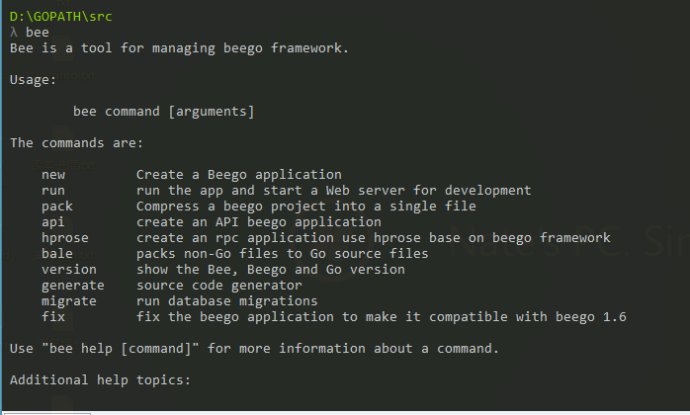 D:\GOPATH\src
λ bee
Bee is a tool for managing beego framework.
Usage:
bee command [arguments]
The commands are:
new Create a Beego application
run run the app and start a Web server for development
pack Compress a beego project into a single file
api create an API beego application
hprose create an rpc application use hprose base on beego framework
bale packs non-Go files to Go source files
version show the Bee, Beego and Go version
generate source code generator
migrate run database migrations
fix fix the beego application to make it compatible with beego 1.6
Use "bee help [command]" for more information about a command.
Additional help topics: